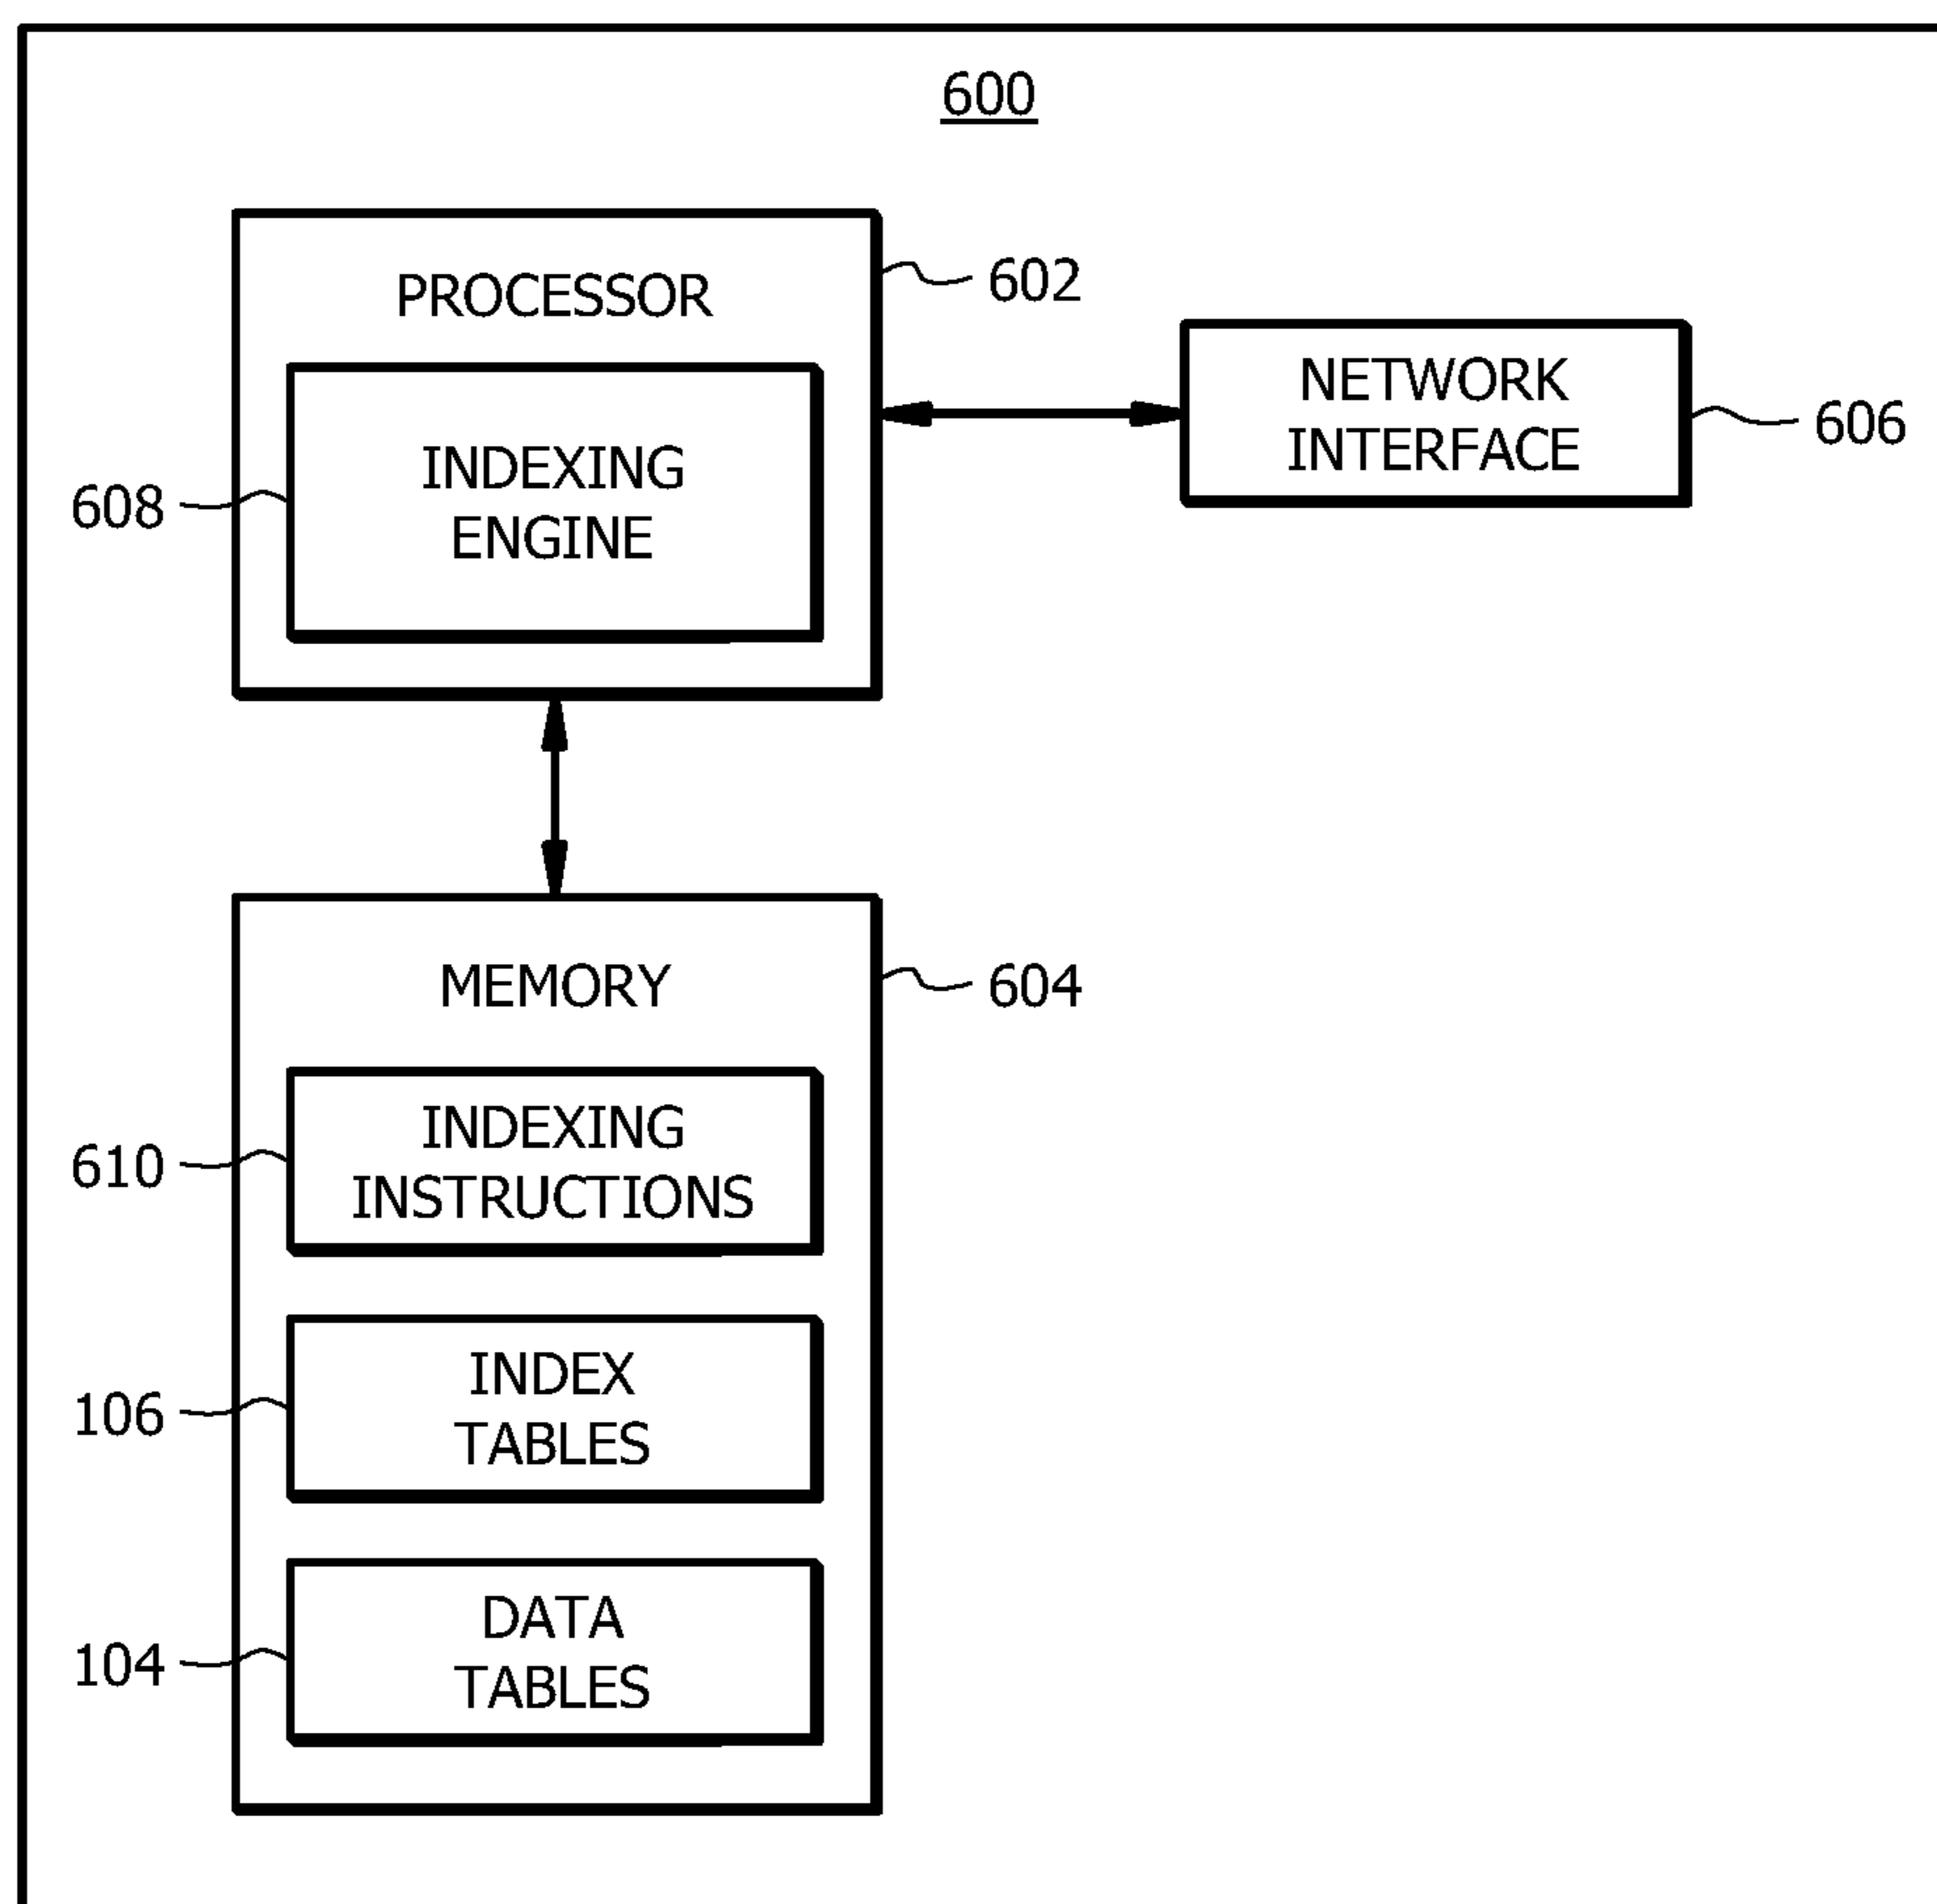 600
PROCESSOR
602
INDEXING
ENGINE
608
NETWORK
INTERFACE
606
MEMORY
604
INDEXING
INSTRUCTIONS
610
INDEX
TABLES
106
DATA
TABLES
104